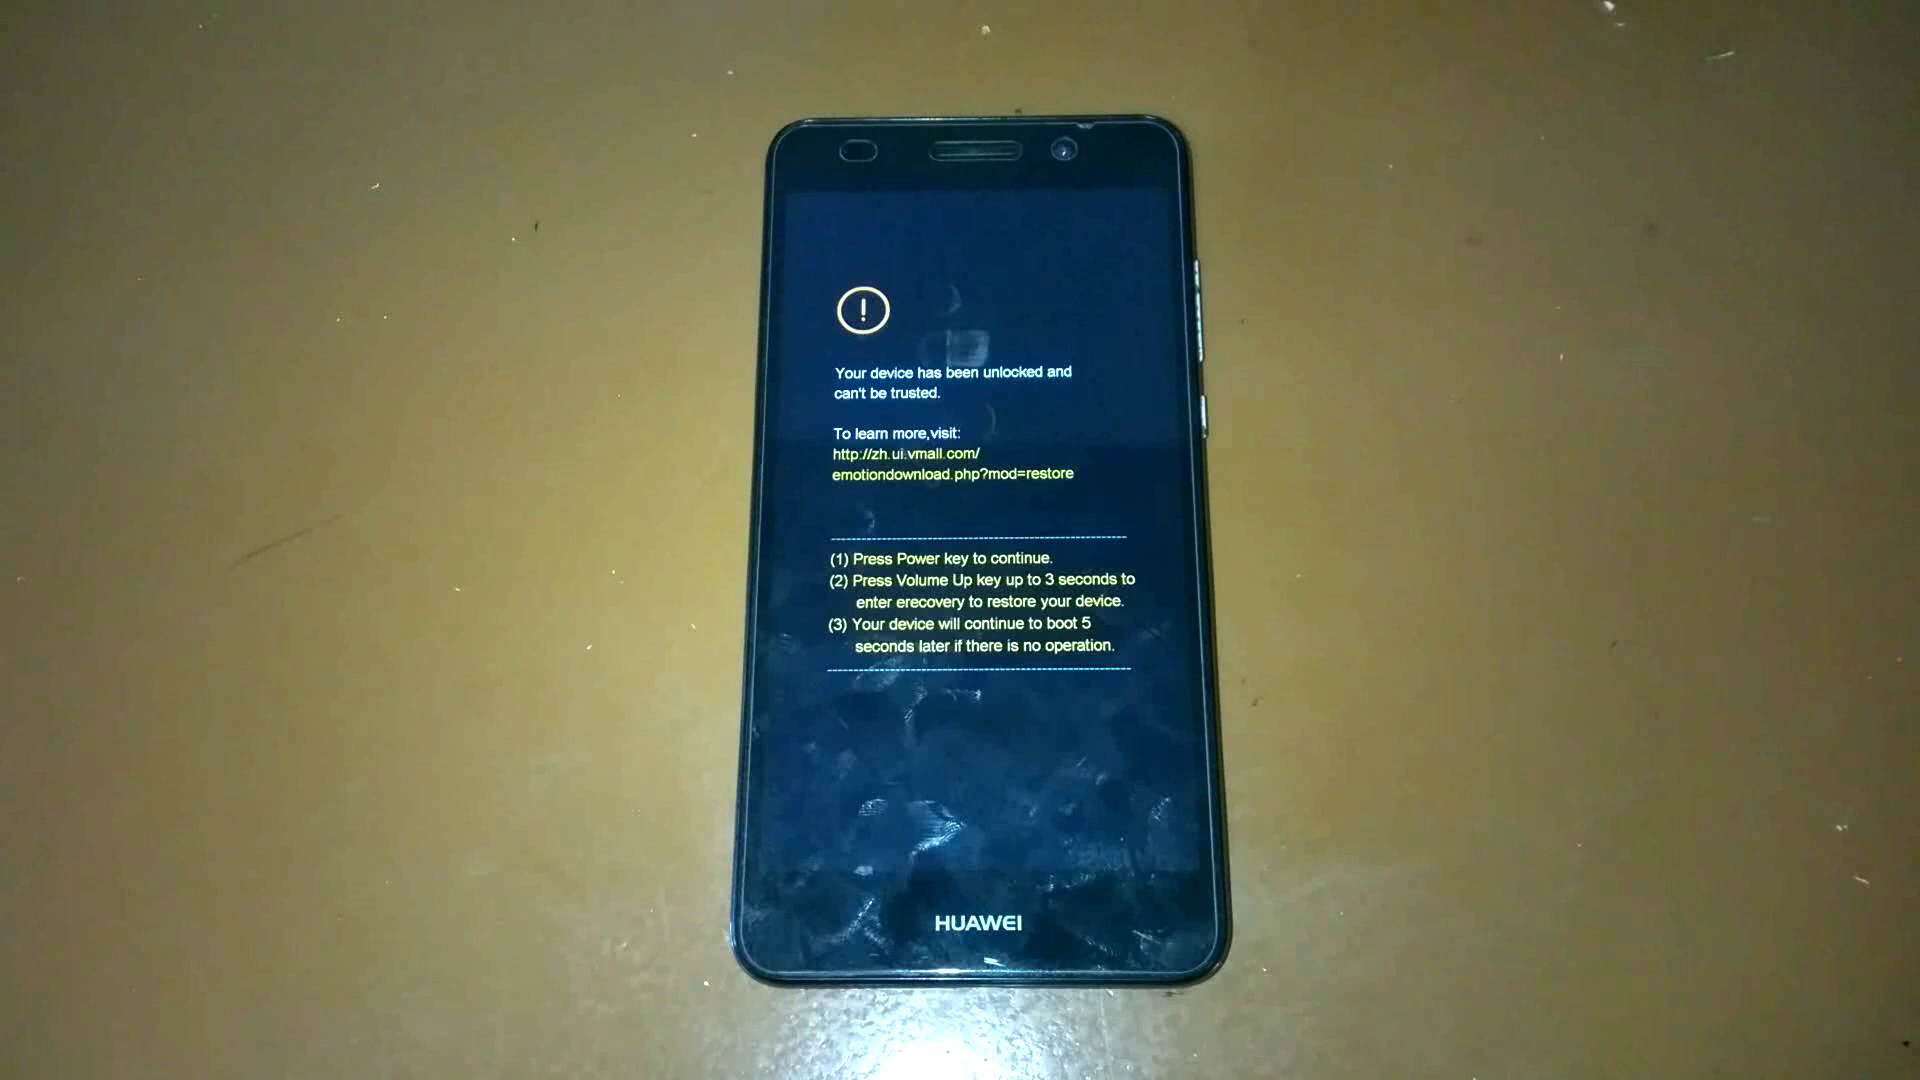 Your device has been unlocked and
can't be trusted.
To learn more,visit:
http://zh.ui.vmall.com/
emotiondownload.php?mod=restore
(1) Press Power key to continue.
(2) Press Volume Up key up to 3 seconds to
enter erecovery to restore your device.
(3) Your device will continue to boot 5
seconds later if there is no operation.
HUAWEI